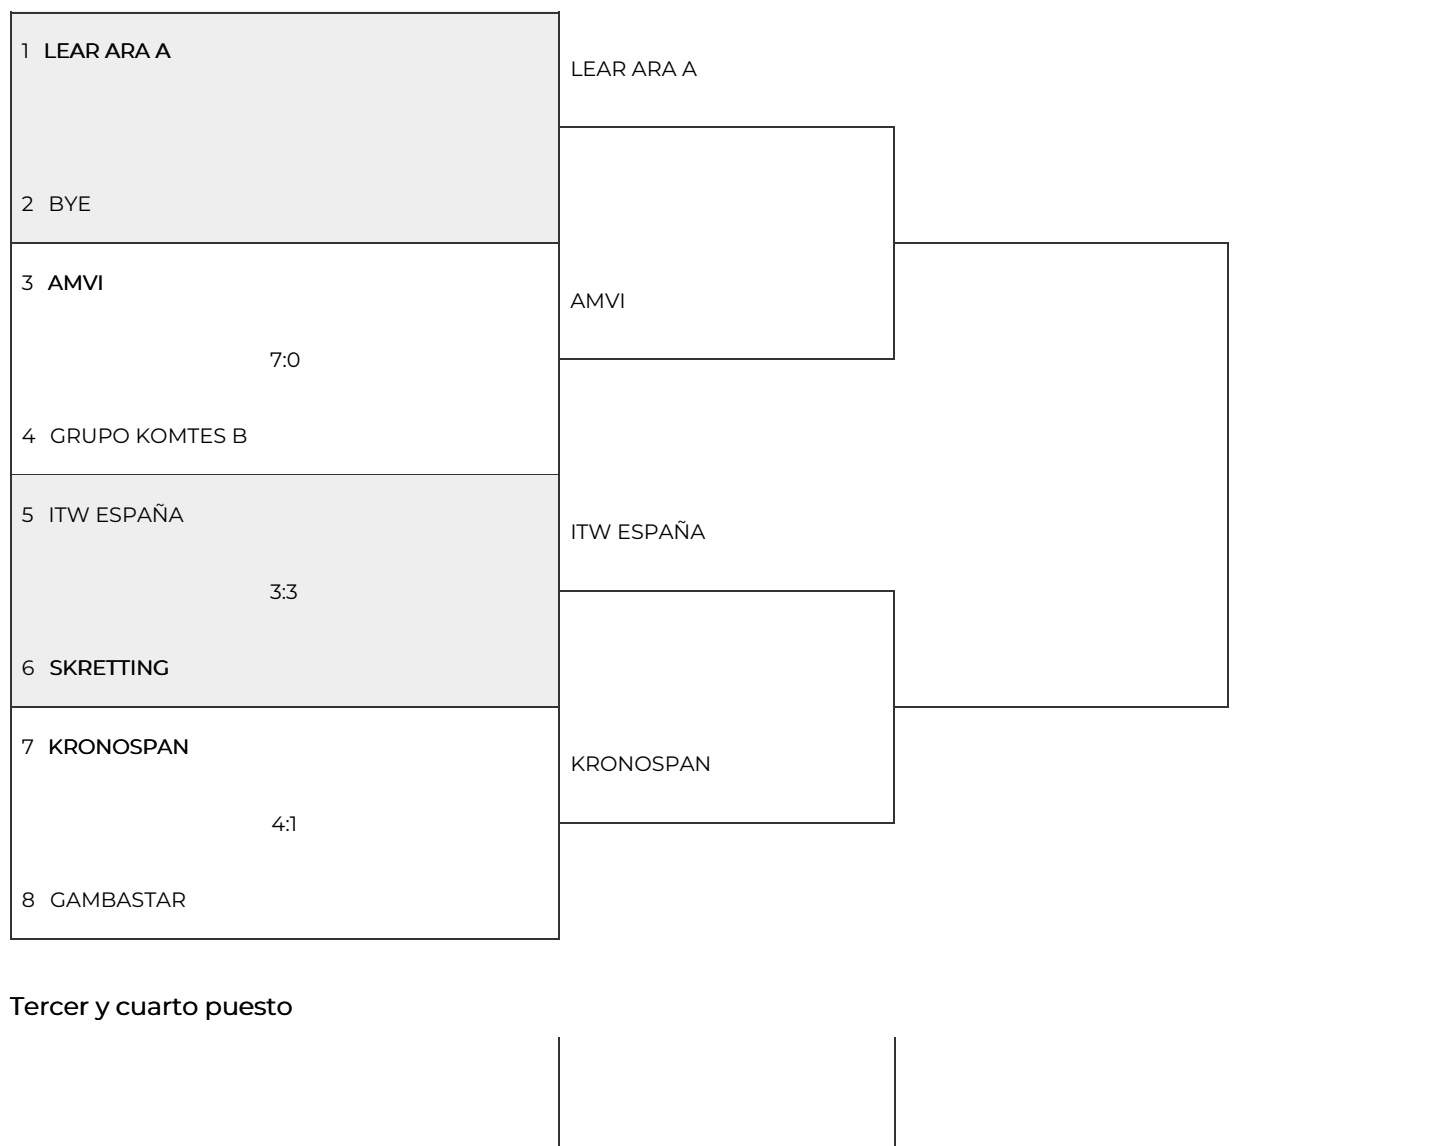 1 LEAR ARA A
2 BYE
3 AMVI
7:0
4 GRUPO KOMTES B
5 ITW ESPAÑA
3:3
6 SKRETTING
7 KRONOSPAN
4:1
8 GAMBASTAR
LEAR ARA A
AMVI
ITW ESPAÑA
KRONOSPAN
Tercer y cuarto puesto